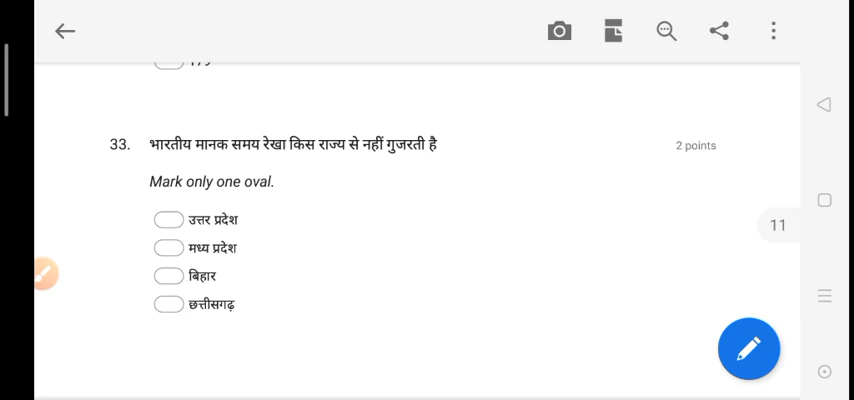 33. भारतीय मानक समय रेखा किस राज्य से नहीं गुजरती है
2 points
Mark only one oval.
उत्तर प्रदेश
11
मध्य प्रदेश
बिहार
छत्तीसगढ़